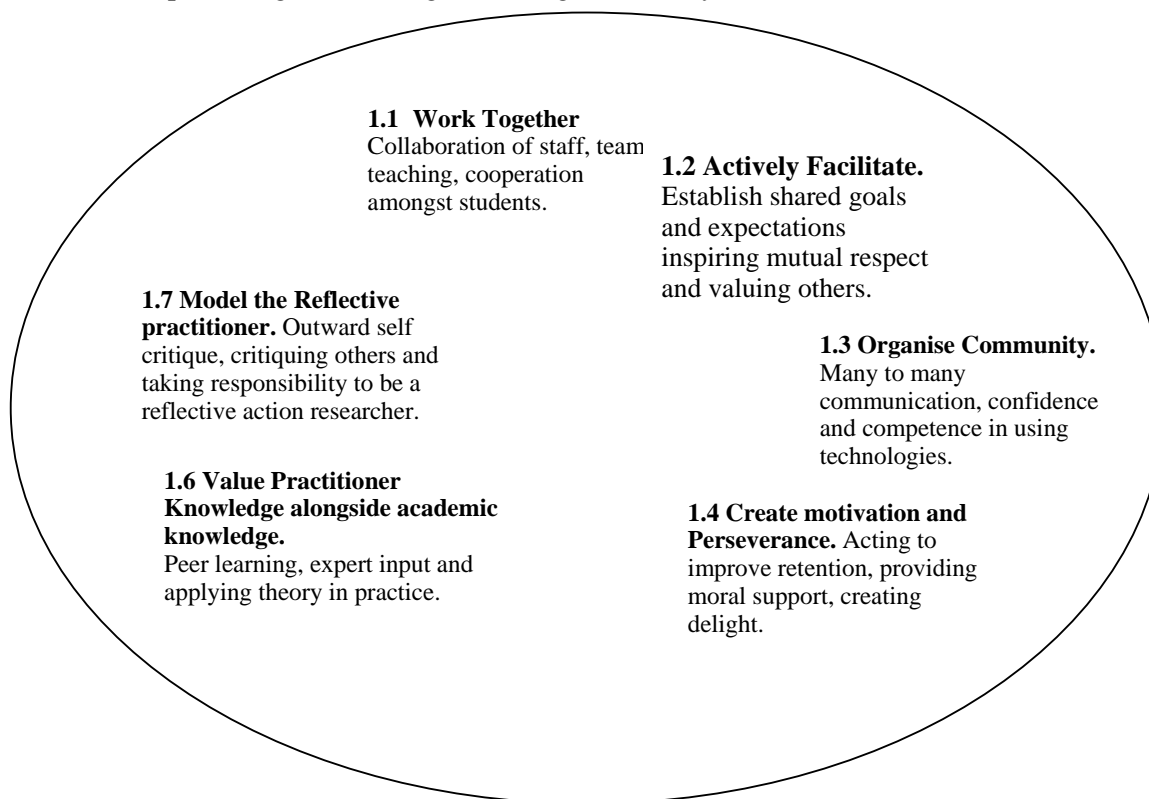 1.1 Work Together
Collaboration of staff, team
teaching, cooperation
amongst students.
1.2 Actively Facilitate.
Establish shared goals
and expectations
inspiring mutual respect
and valuing others.
1.3 Organise Community.
Many to many
communication, confidence
and competence in using
technologies.
1.4 Create motivation and
Perseverance. Acting to
improve retention, providing
moral support, creating
delight.
1.6 Value Practitioner
Knowledge alongside academic
knowledge.
Peer learning, expert input and
applying theory in practice.
1.7 Model the Reflective
practitioner. Outward self
critique, critiquing others and
taking responsibility to be a
reflective action researcher.